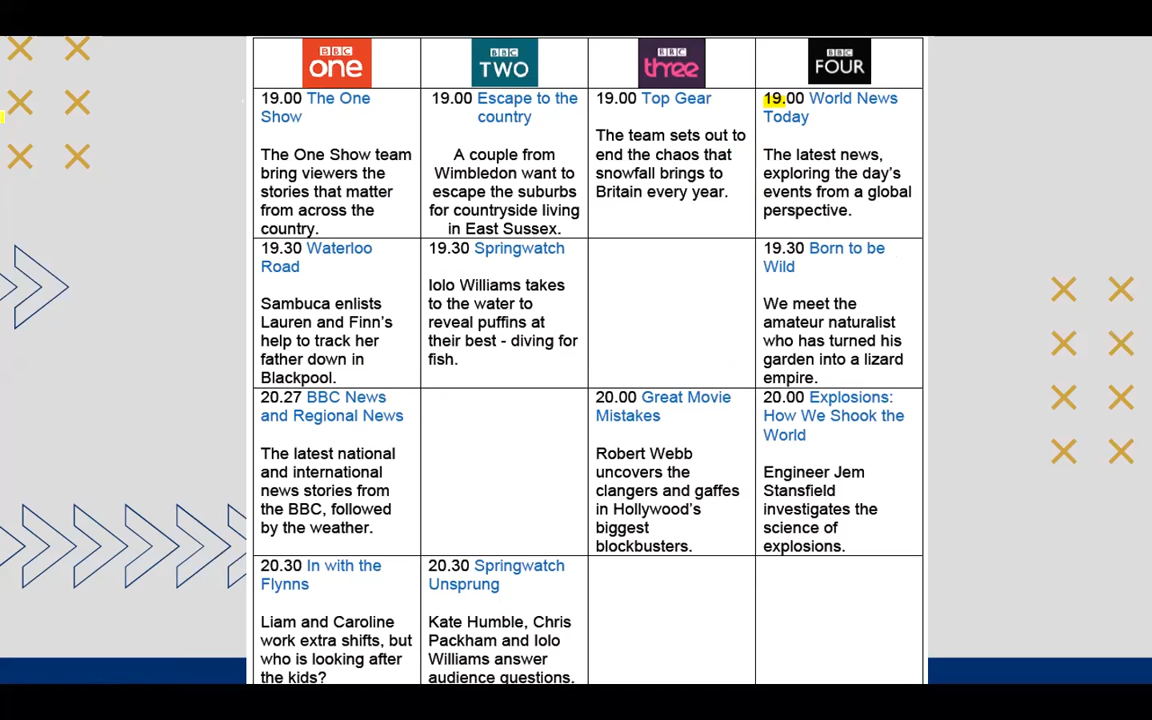 BBC
one
BBC
TWO
BBC
three
BBC
FOUR
19.00 The One
Show
The One Show team
bring viewers the
stories that matter
from across the
country.
19.00 Escape to the
country
A couple from
Wimbledon want to
escape the suburbs
for countryside living
in East Sussex.
19.00 Top Gear
The team sets out to
end the chaos that
snowfall brings to
Britain every year.
19.00 World News
Today
The latest news,
exploring the day's
events from a global
perspective.
19.30 Waterloo
Road
Sambuca enlists
Lauren and Finn's
help to track her
father down in
Blackpool.
19.30 Springwatch
Iolo Williams takes
to the water to
reveal puffins at
their best - diving for
fish.
19.30 Born to be
Wild
We meet the
amateur naturalist
who has turned his
garden into a lizard
empire.
20.27 BBC News
and Regional News
The latest national
and international
news stories from
the BBC, followed
by the weather.
20.00 Great Movie
Mistakes
Robert Webb
uncovers the
clangers and gaffes
in Hollywood's
biggest
blockbusters.
20.00 Explosions:
How We Shook the
World
Engineer Jem
Stansfield
investigates the
science of
explosions.
20.30 In with the
Flynns
Liam and Caroline
work extra shifts, but
who is looking after
the kids?
20.30 Springwatch
Unsprung
Kate Humble, Chris
Packham and Iolo
Williams answer
audience questions.